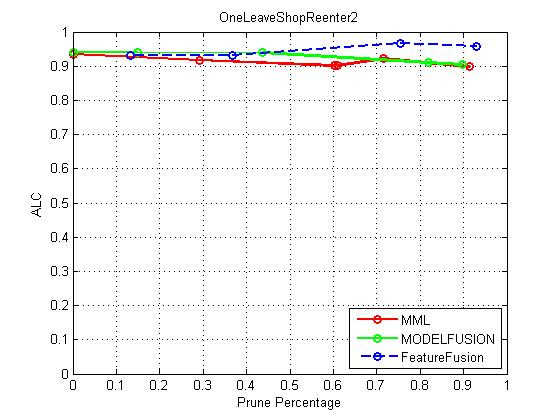 OneLeaveShopReenter2
1
0.9
0.8
0.7
0.6
0.5
0.4
0.3
0.2
0.1
0
ALC
MML
MODELFUSION
FeatureFusion
0 0.1 0.2 0.3 0.4 0.5 0.6 0.7 0.8 0.9 1
Prune Percentage